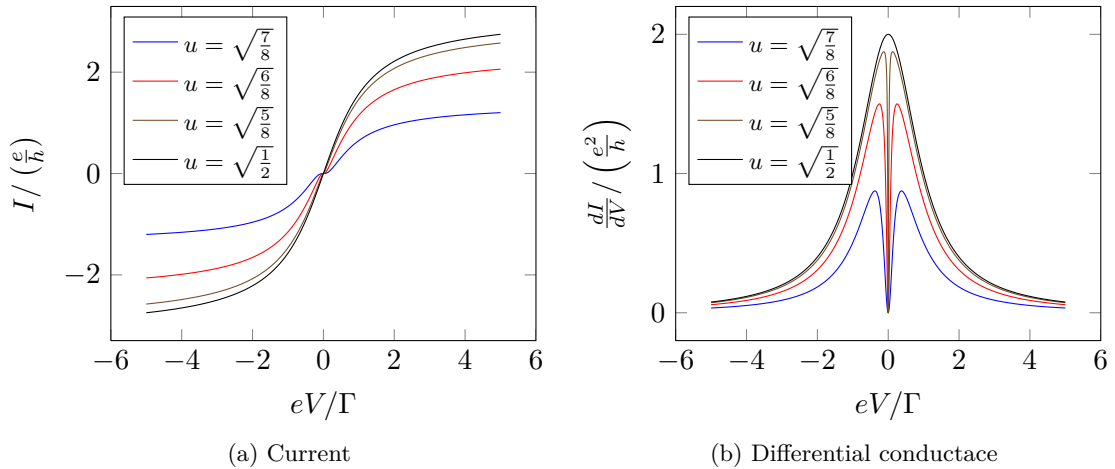 u = √7/8
u = √6/8
u = √5/8
u = √1/2
2
0
−2
I/ (e/h)
−6 −4 −2 0 2 4 6
eV/Γ
(a) Current
u = √7/8
u = √6/8
u = √5/8
u = √1/2
2
1
0
dI/dV / (e²/h)
−6 −4 −2 0 2 4 6
eV/Γ
(b) Differential conductace